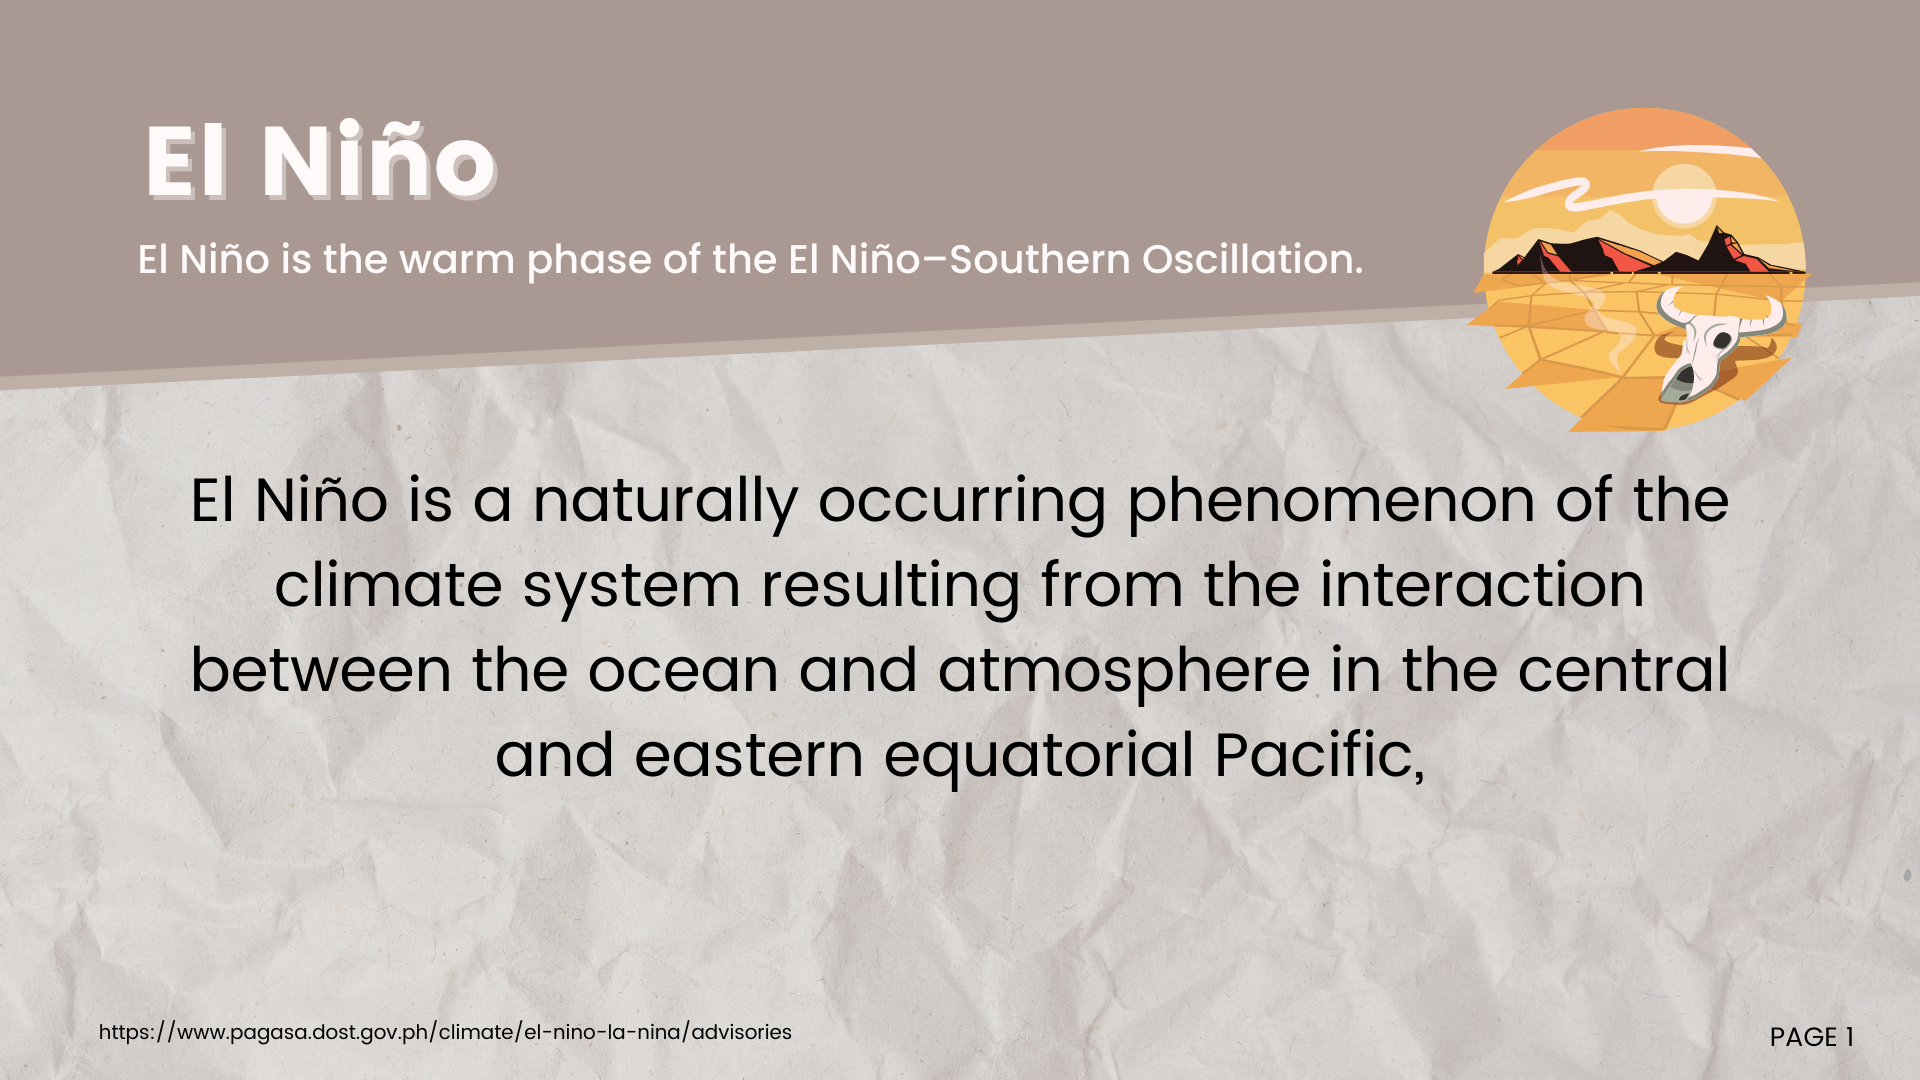 El Niño
El Niño is the warm phase of the El Niño–Southern Oscillation.
El Niño is a naturally occurring phenomenon of the
climate system resulting from the interaction
between the ocean and atmosphere in the central
and eastern equatorial Pacific,
https://www.pagasa.dost.gov.ph/climate/el-nino-la-nina/advisories
PAGE 1